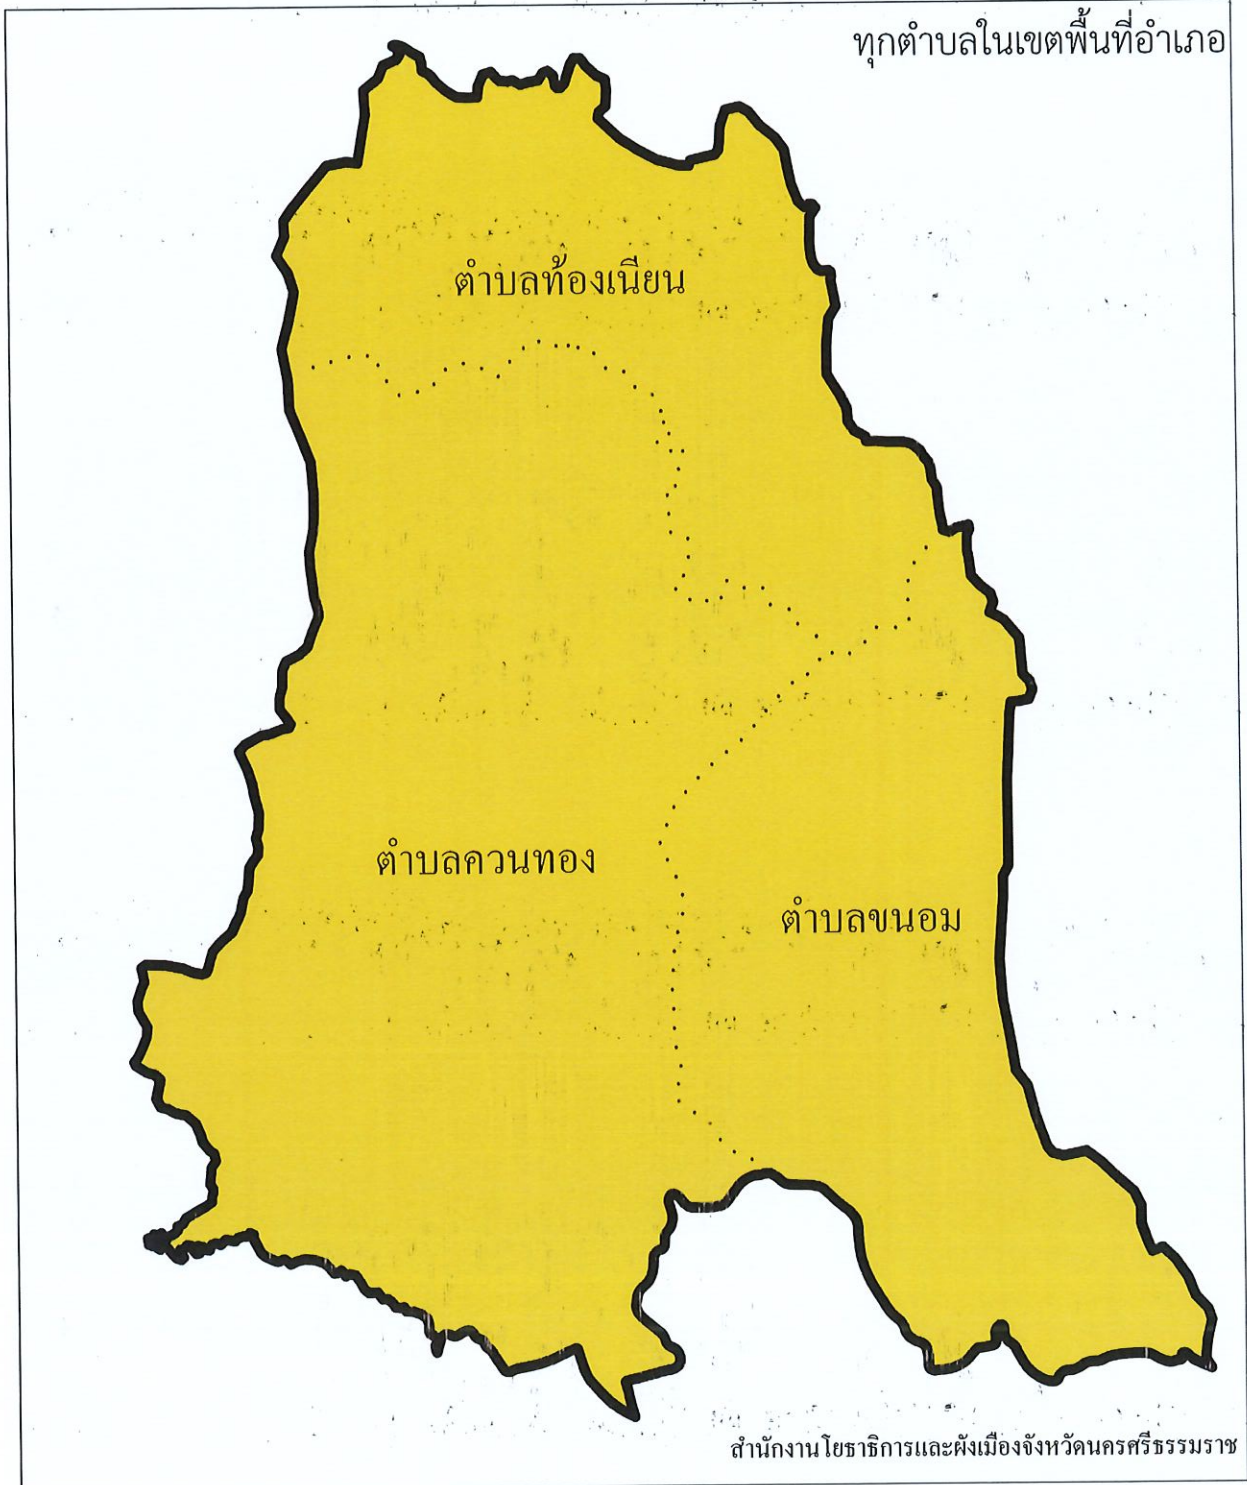 ทุกตำบลในเขตพื้นที่อำเภอ
ตำบลท้องเนียน
ตำบลควนทอง
ตำบลขนอม
สำนักงานโยธาธิการและผังเมืองจังหวัดนครศรีธรรมราช